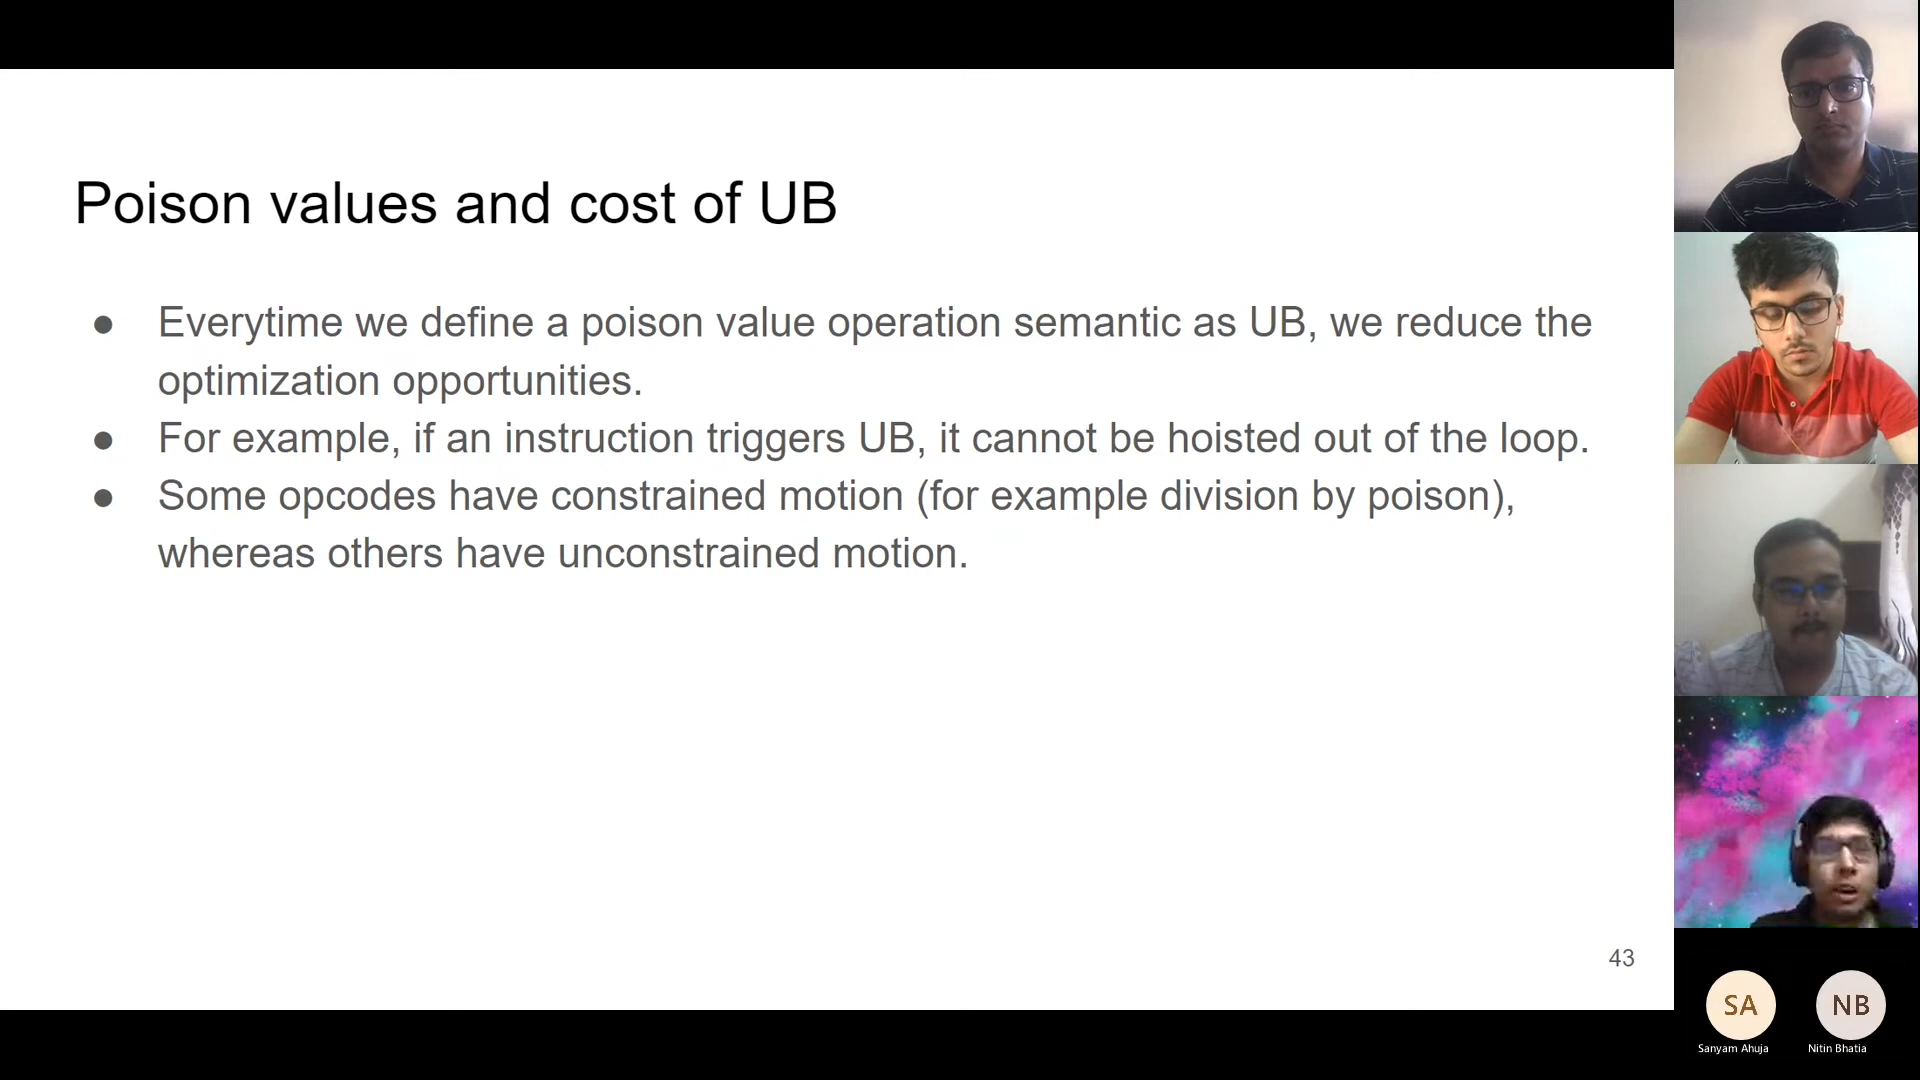 Poison values and cost of UB
● Everytime we define a poison value operation semantic as UB, we reduce the
optimization opportunities.
● For example, if an instruction triggers UB, it cannot be hoisted out of the loop.
● Some opcodes have constrained motion (for example division by poison),
whereas others have unconstrained motion.
43
SA
NB
Sanyam Ahuja
Nitin Bhatia